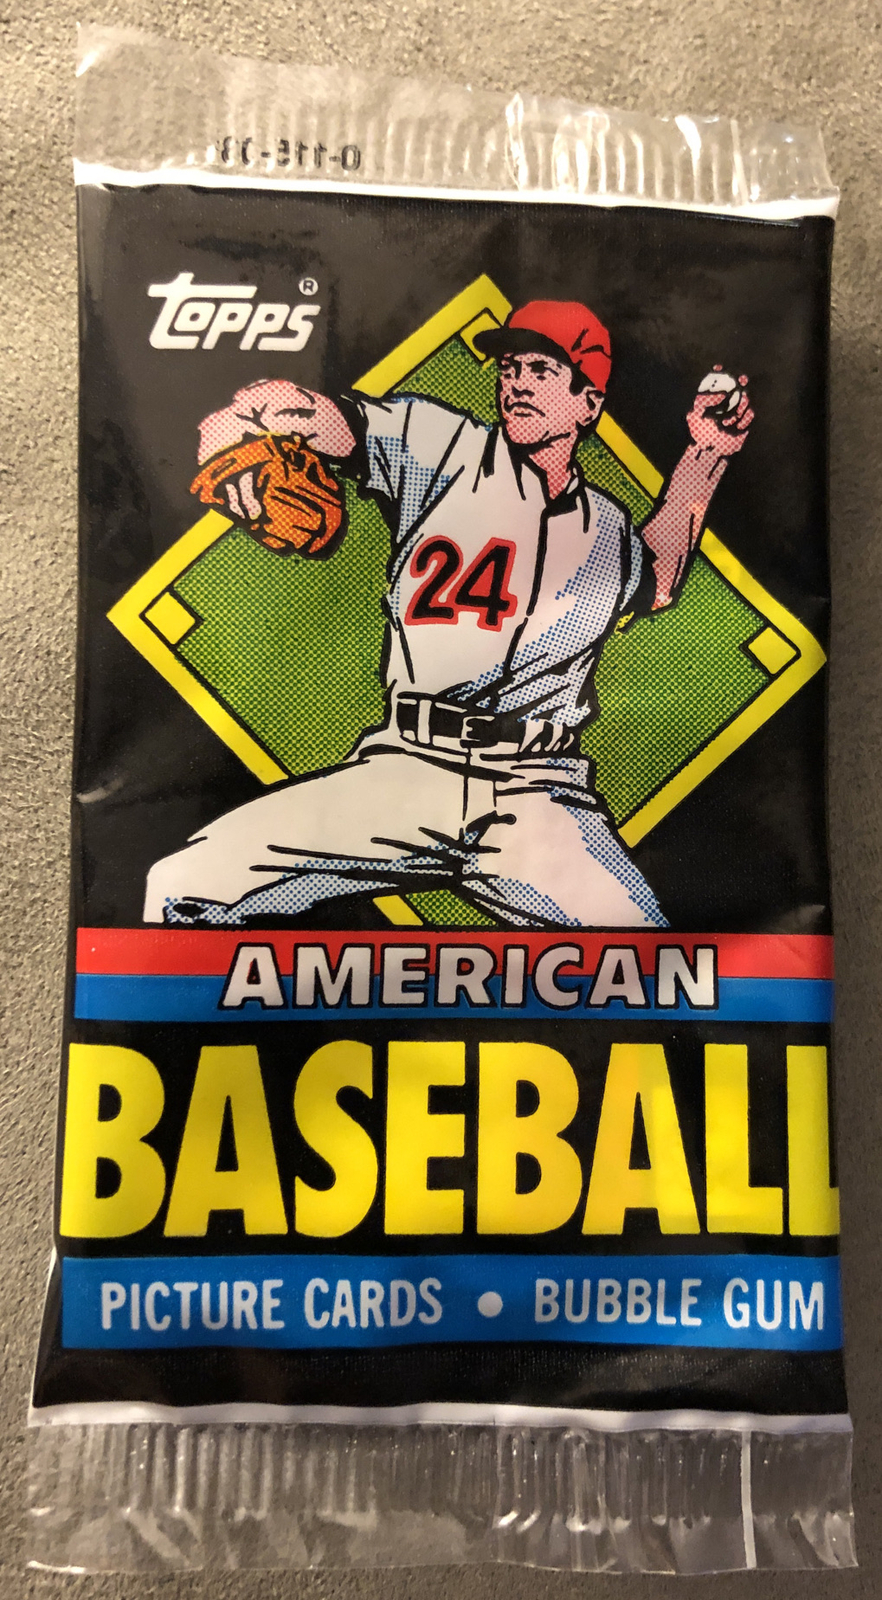 Topps®
24
AMERICAN
BASEBALL
PICTURE CARDS • BUBBLE GUM